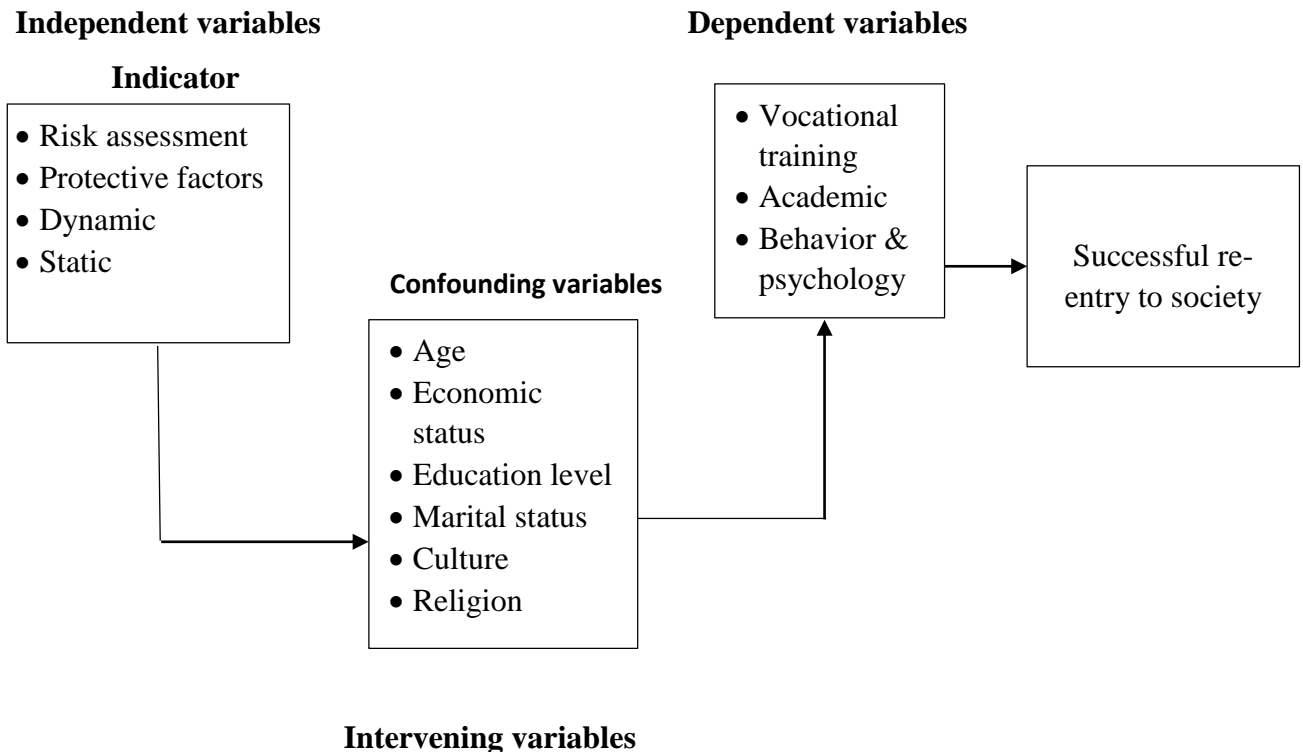 Independent variables
Dependent variables
Indicator
• Risk assessment
• Protective factors
• Dynamic
• Static
Confounding variables
• Age
• Economic
status
• Education level
• Marital status
• Culture
• Religion
• Vocational
training
• Academic
• Behavior &
psychology
Successful re-
entry to society
Intervening variables